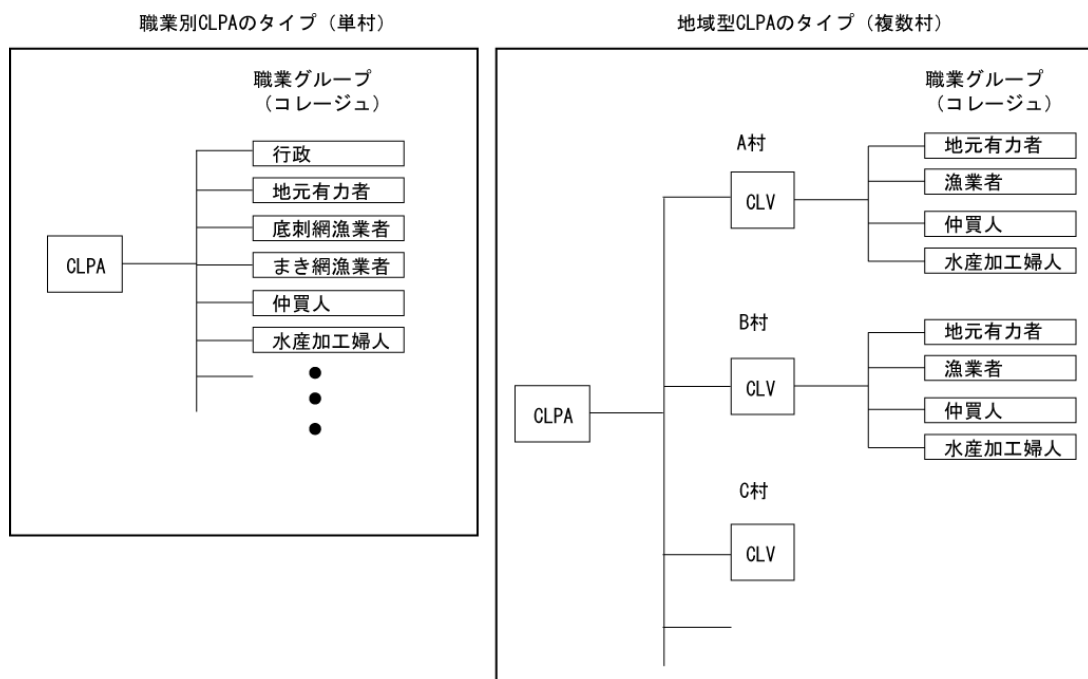 職業別CLPAのタイプ（単村）
職業グループ
（コレージュ）
行政
地元有力者
底刺網漁業者
まき網漁業者
仲買人
水産加工婦人
CLPA
地域型CLPAのタイプ（複数村）
職業グループ
（コレージュ）
A村
CLV
地元有力者
漁業者
仲買人
水産加工婦人
B村
CLV
地元有力者
漁業者
仲買人
水産加工婦人
CLPA
C村
CLV